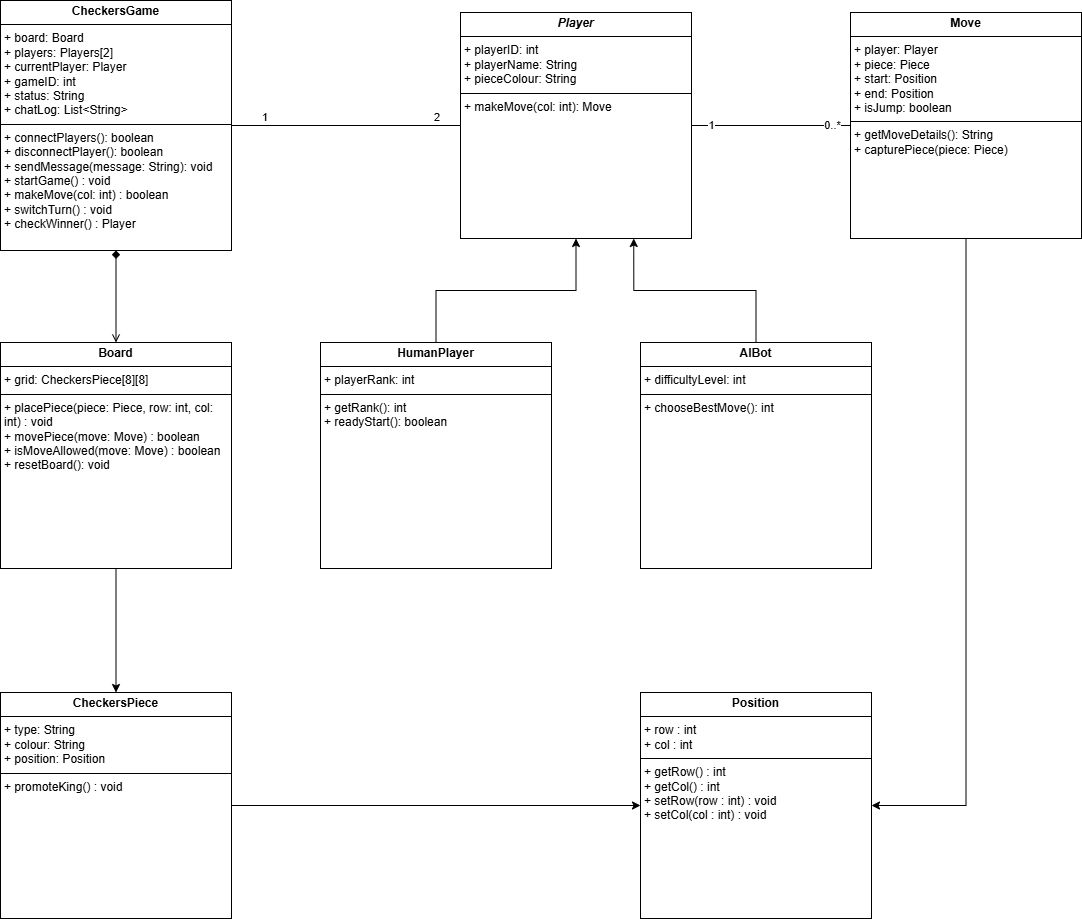 CheckersGame
+ board: Board
+ players: Players[2]
+ currentPlayer: Player
+ gameID: int
+ status: String
+ chatLog: List<String>
+ connectPlayers(): boolean
+ disconnectPlayer(): boolean
+ sendMessage(message: String): void
+ startGame() : void
+ makeMove(col: int) : boolean
+ switchTurn() : void
+ checkWinner() : Player
1
2
Player
+ playerID: int
+ playerName: String
+ pieceColour: String
+ makeMove(col: int): Move
1
0..*
Move
+ player: Player
+ piece: Piece
+ start: Position
+ end: Position
+ isJump: boolean
+ getMoveDetails(): String
+ capturePiece(piece: Piece)
Board
+ grid: CheckersPiece[8][8]
+ placePiece(piece: Piece, row: int, col:
int) : void
+ movePiece(move: Move) : boolean
+ isMoveAllowed(move: Move) : boolean
+ resetBoard(): void
HumanPlayer
+ playerRank: int
+ getRank(): int
+ readyStart(): boolean
AIBot
+ difficultyLevel: int
+ chooseBestMove(): int
CheckersPiece
+ type: String
+ colour: String
+ position: Position
+ promoteKing() : void
Position
+ row : int
+ col : int
+ getRow() : int
+ getCol() : int
+ setRow(row : int) : void
+ setCol(col : int) : void